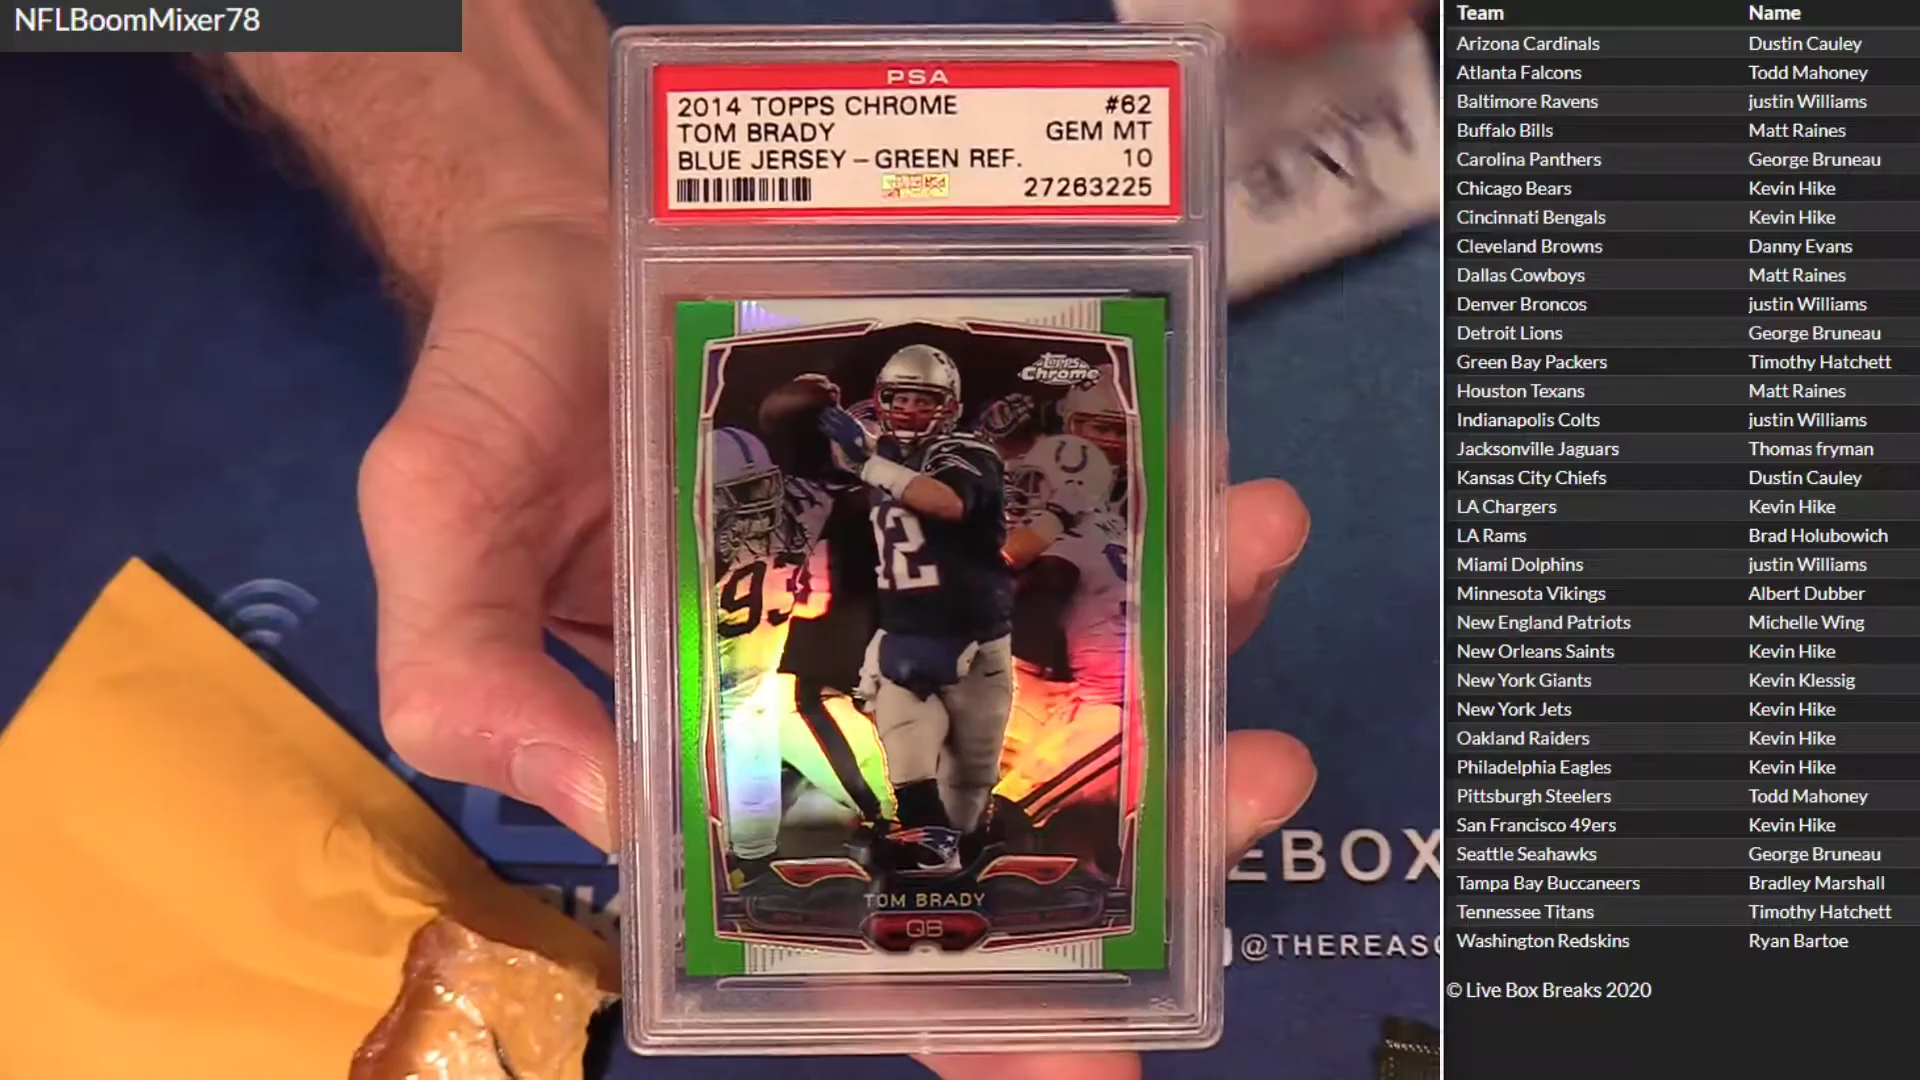 NFLBoomMixer78
PSA
2014 TOPPS CHROME #62
TOM BRADY GEM MT
BLUE JERSEY – GREEN REF. 10
27263225
Topps
Chrome
93
12
TOM BRADY
QB
EBOX
@THEREAS
Team Name
Arizona Cardinals Dustin Cauley
Atlanta Falcons Todd Mahoney
Baltimore Ravens justin Williams
Buffalo Bills Matt Raines
Carolina Panthers George Bruneau
Chicago Bears Kevin Hike
Cincinnati Bengals Kevin Hike
Cleveland Browns Danny Evans
Dallas Cowboys Matt Raines
Denver Broncos justin Williams
Detroit Lions George Bruneau
Green Bay Packers Timothy Hatchett
Houston Texans Matt Raines
Indianapolis Colts justin Williams
Jacksonville Jaguars Thomas fryman
Kansas City Chiefs Dustin Cauley
LA Chargers Kevin Hike
LA Rams Brad Holubowich
Miami Dolphins justin Williams
Minnesota Vikings Albert Dubber
New England Patriots Michelle Wing
New Orleans Saints Kevin Hike
New York Giants Kevin Klessig
New York Jets Kevin Hike
Oakland Raiders Kevin Hike
Philadelphia Eagles Kevin Hike
Pittsburgh Steelers Todd Mahoney
San Francisco 49ers Kevin Hike
Seattle Seahawks George Bruneau
Tampa Bay Buccaneers Bradley Marshall
Tennessee Titans Timothy Hatchett
Washington Redskins Ryan Bartoe
© Live Box Breaks 2020